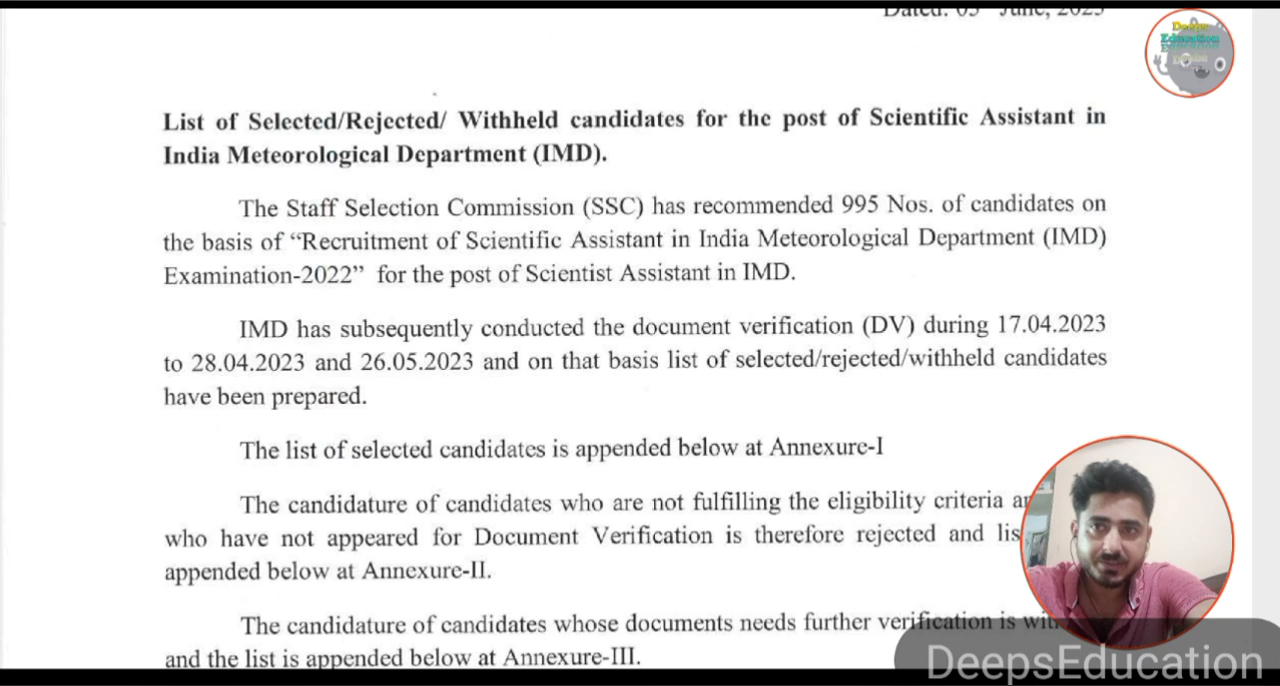 Dated: 05 June, 2023
Deeps
Education
List of Selected/Rejected/ Withheld candidates for the post of Scientific Assistant in
India Meteorological Department (IMD).
The Staff Selection Commission (SSC) has recommended 995 Nos. of candidates on
the basis of “Recruitment of Scientific Assistant in India Meteorological Department (IMD)
Examination-2022” for the post of Scientist Assistant in IMD.
IMD has subsequently conducted the document verification (DV) during 17.04.2023
to 28.04.2023 and 26.05.2023 and on that basis list of selected/rejected/withheld candidates
have been prepared.
The list of selected candidates is appended below at Annexure-I
The candidature of candidates who are not fulfilling the eligibility criteria
who have not appeared for Document Verification is therefore rejected and
appended below at Annexure-II.
The candidature of candidates whose documents needs further verification is
and the list is appended below at Annexure-III.
DeepsEducation